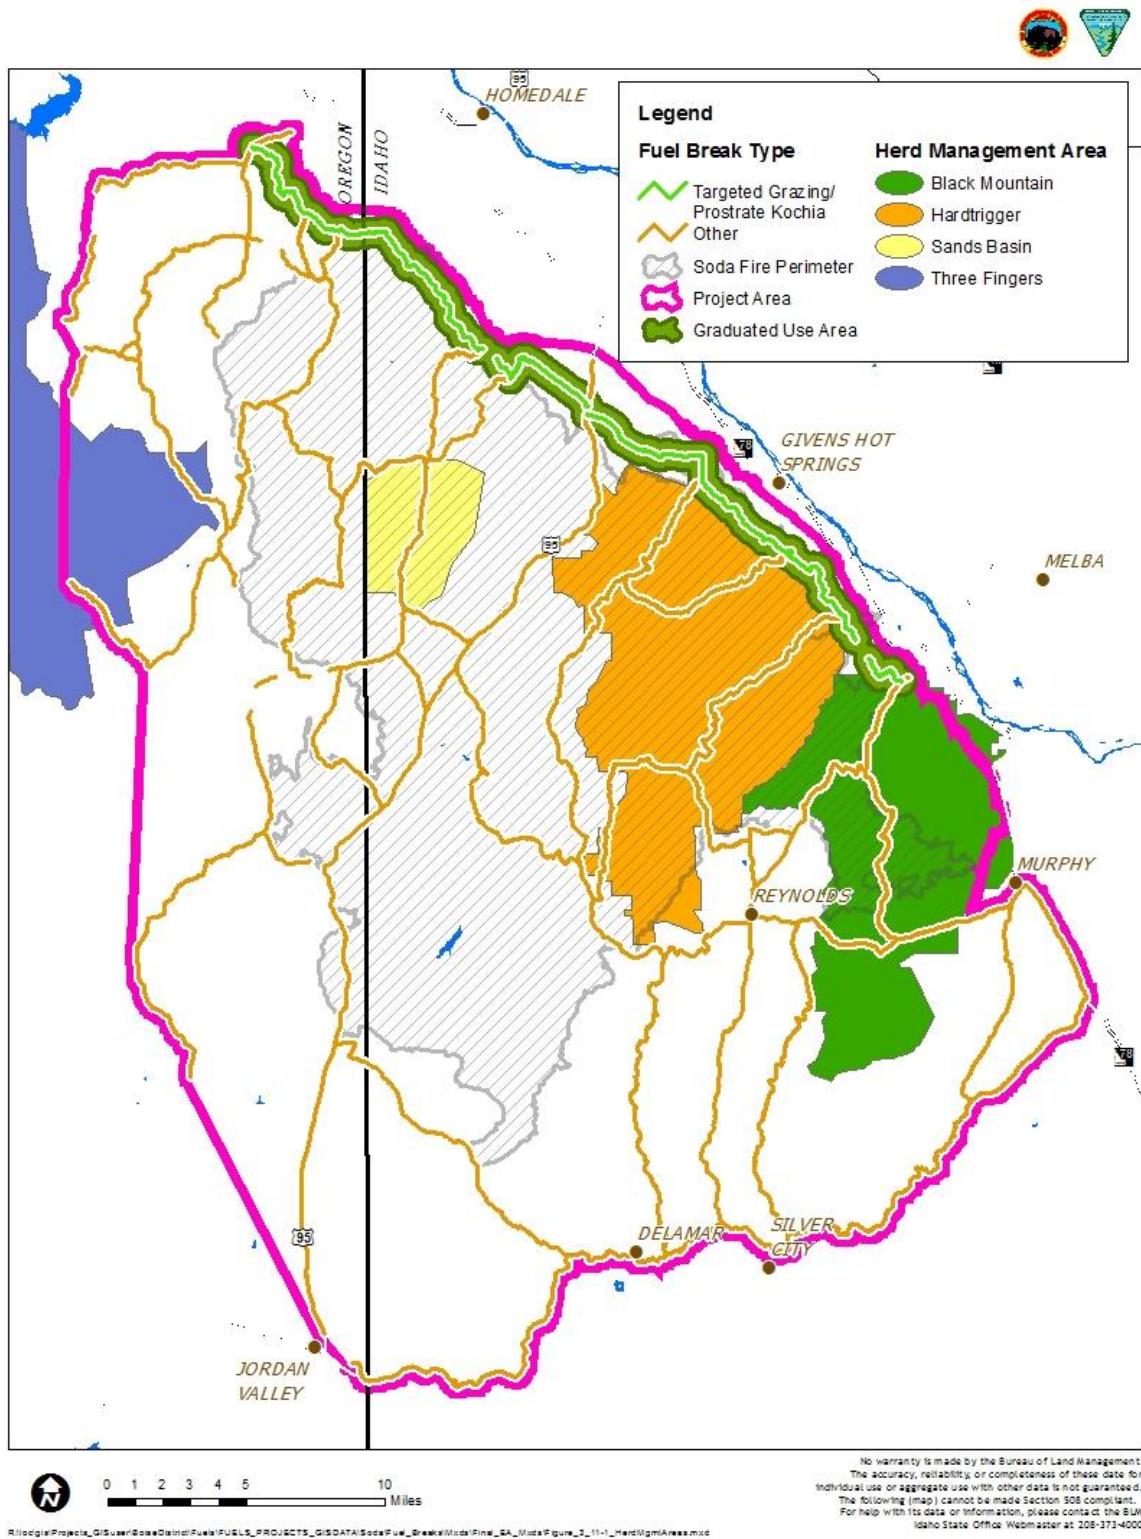 95
HOMEDALE
OREGON
IDAHO
Legend
Fuel Break Type
Targeted Grazing/
Prostrate Kochia
Other
Soda Fire Perimeter
Project Area
Graduated Use Area
Herd Management Area
Black Mountain
Hardtrigger
Sands Basin
Three Fingers
78
GIVENS HOT
SPRINGS
95
MELBA
MURPHY
REYNOLDS
78
DELAMAR
SILVER
CITY
95
JORDAN
VALLEY
N
0 1 2 3 4 5 10
Miles
No warranty is made by the Bureau of Land Management.
The accuracy, reliability, or completeness of these date for
individual use or aggregate use with other data is not guaranteed.
The following (map) cannot be made Section 508 compliant.
For help with its data or information, please contact the BLM
Idaho State Office Webmaster at 208-373-4000